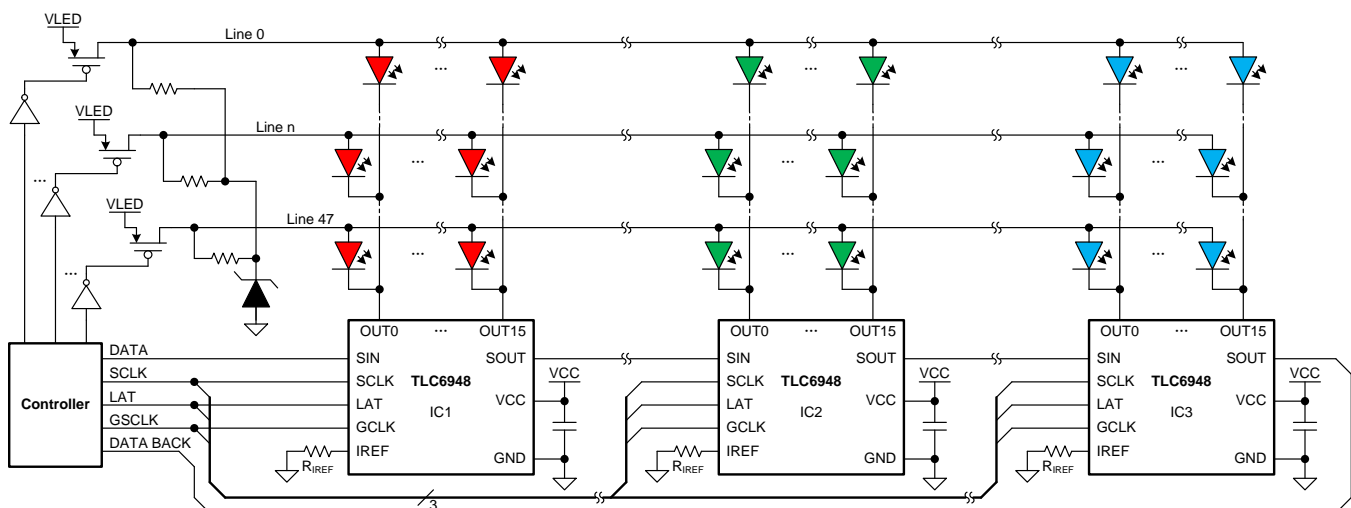 VLED
Line 0
...
...
...
VLED
Line n
...
...
...
...
VLED
Line 47
...
...
...
...
OUT0 ... OUT15
OUT0 ... OUT15
OUT0 ... OUT15
Controller
DATA
SCLK
LAT
GSCLK
DATA BACK
SIN
SCLK
LAT
GCLK
IREF
SOUT
TLC6948
IC1
VCC
GND
VCC
RIREF
SIN
SCLK
LAT
GCLK
IREF
SOUT
TLC6948
IC2
VCC
GND
VCC
RIREF
SIN
SCLK
LAT
GCLK
IREF
SOUT
TLC6948
IC3
VCC
GND
VCC
RIREF
3